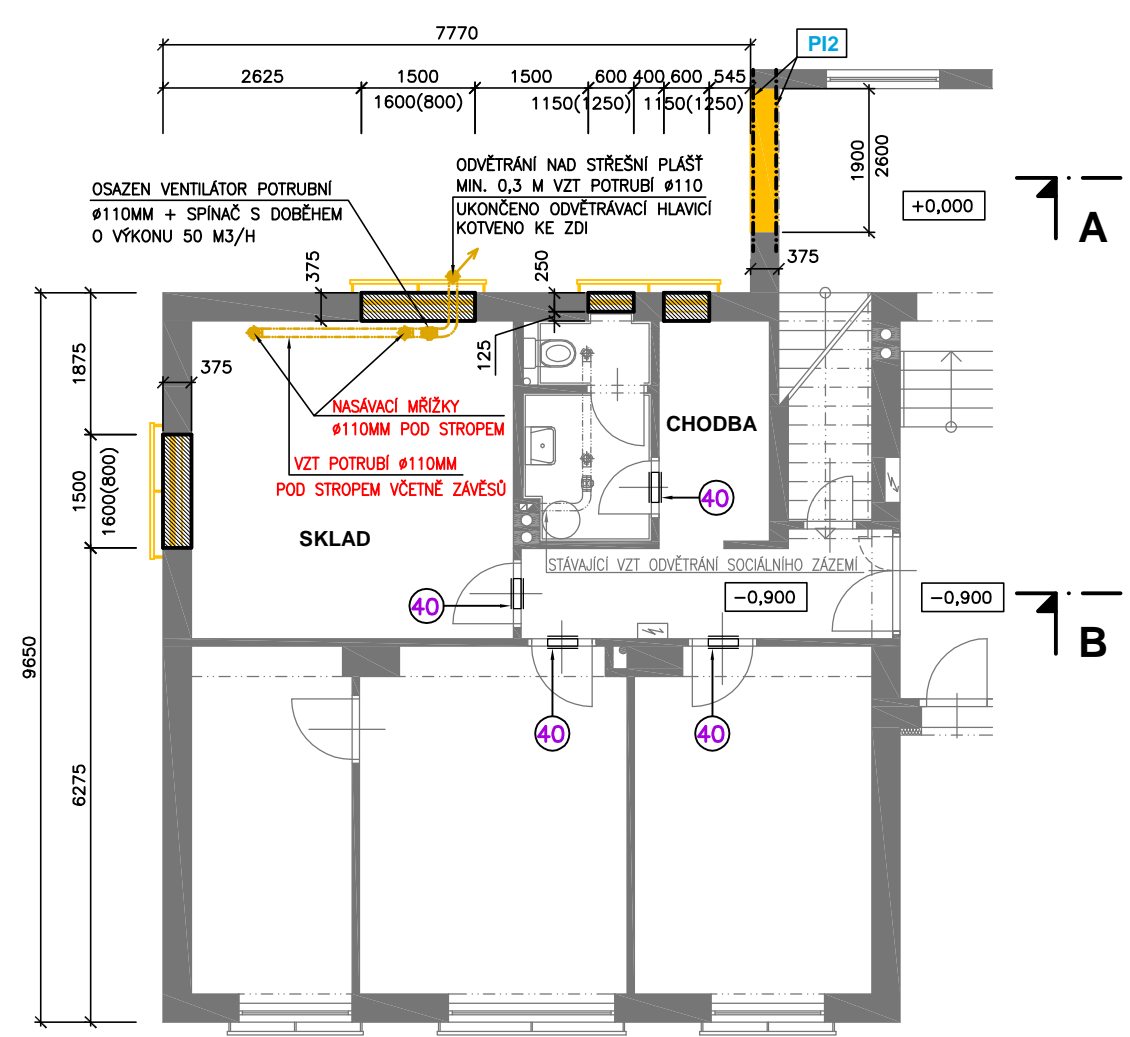 7770
PI2
2625
1500
1500
600
400
600
545
1600(800)
1150(1250)
1150(1250)
ODVĚTRÁNÍ NAD STŘEŠNÍ PLÁŠŤ
MIN. 0,3 M VZT POTRUBÍ ø110
UKONČENO ODVĚTRÁVACÍ HLAVICÍ
KOTVENO KE ZDI
OSAZEN VENTILÁTOR POTRUBNÍ
ø110MM + SPÍNAČ S DOBĚHEM
O VÝKONU 50 M3/H
1900
2600
+0,000
A
375
250
375
125
1875
375
NASÁVACÍ MŘÍŽKY
ø110MM POD STROPEM
CHODBA
VZT POTRUBÍ ø110MM
POD STROPEM VČETNĚ ZÁVĚSŮ
1500
1600(800)
40
SKLAD
STÁVAJÍCÍ VZT ODVĚTRÁNÍ SOCIÁLNÍHO ZÁZEMÍ
40
-0,900
-0,900
B
9650
40
40
6275